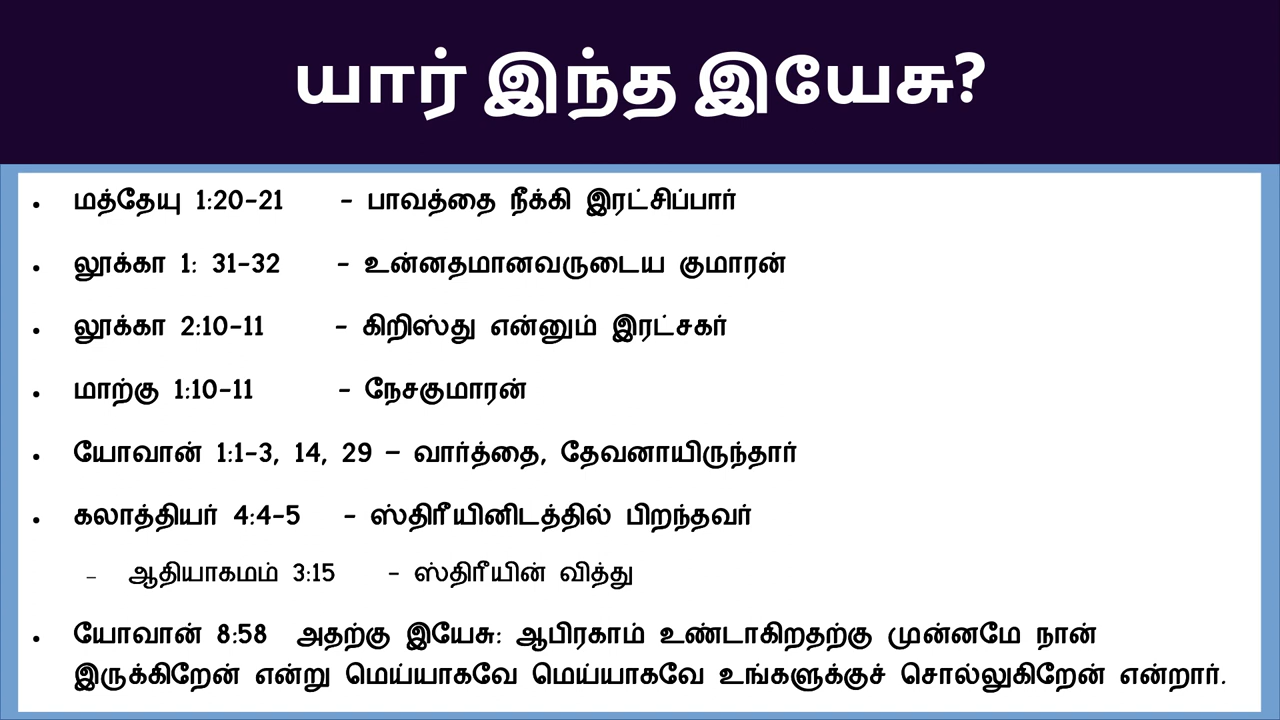 யார் இந்த இயேசு?
• மத்தேயு 1:20-21 - பாவத்தை நீக்கி இரட்சிப்பார்
• லூக்கா 1: 31-32 - உன்னதமானவருடைய குமாரன்
• லூக்கா 2:10-11 - கிறிஸ்து என்னும் இரட்சகர்
• மாற்கு 1:10-11 - நேசகுமாரன்
• யோவான் 1:1-3, 14, 29 – வார்த்தை, தேவனாயிருந்தார்
• கலாத்தியர் 4:4-5 - ஸ்திரீயினிடத்தில் பிறந்தவர்
– ஆதியாகமம் 3:15 - ஸ்திரீயின் வித்து
• யோவான் 8:58 அதற்கு இயேசு: ஆபிரகாம் உண்டாகிறதற்கு முன்னமே நான்
இருக்கிறேன் என்று மெய்யாகவே மெய்யாகவே உங்களுக்குச் சொல்லுகிறேன் என்றார்.